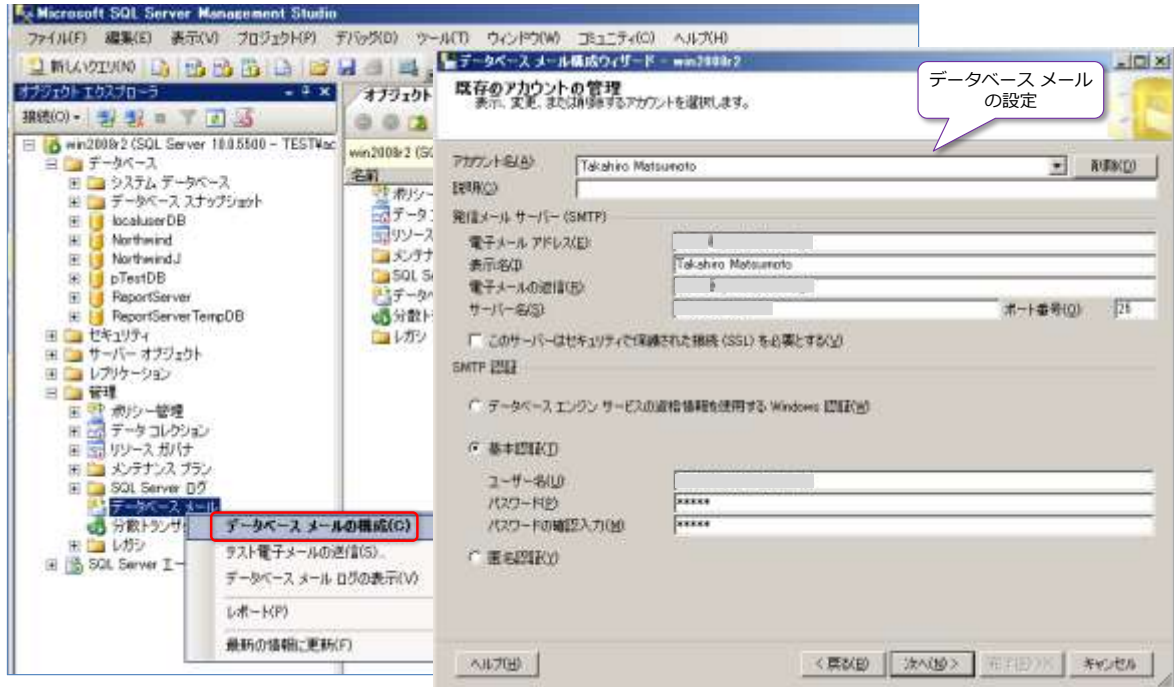 Microsoft SQL Server Management Studio
ファイル(F) 編集(E) 表示(V) プロジェクト(P) デバッグ(D) ツール(T) ウィンドウ(W) コミュニティ(C) ヘルプ(H)
新しいクエリ(N)
オブジェクト エクスプローラ
接続(O)
win2008r2 (SQL Server 10.0.5500 - TEST¥ac
データベース
システム データベース
データベース スナップショット
localuserDB
Northwind
NorthwindJ
pTestDB
ReportServer
ReportServerTempDB
セキュリティ
サーバー オブジェクト
レプリケーション
管理
ポリシー管理
データ コレクション
リソース ガバナ
メンテナンス プラン
SQL Server ログ
データベース メール
分散トランザ
レガシ
SQL Server エー
データベース メールの構成(C)
テスト電子メールの送信(S)...
データベース メール ログの表示(V)
レポート(P)
最新の情報に更新(F)
オブジェクト
win2008r2 (SQ
名前
ポリシー
データ
リソース
メンテナ
SQL Se
データベ
分散ト
レガシ
データベース メール構成ウィザード - win2008r2
既存のアカウントの管理
表示、変更、または削除するアカウントを選択します。
データベース メール
の設定
アカウント名(A) Takahiro Matsumoto 削除(D)
説明(C)
発信メール サーバー (SMTP)
電子メール アドレス(E):
表示名(I) Takahiro Matsumoto
電子メールの返信(R):
サーバー名(S): ポート番号(O): 25
このサーバーはセキュリティで保護された接続 (SSL) を必要とする(V)
SMTP 認証
データベース エンジン サービスの資格情報を使用する Windows 認証(W)
基本認証(T)
ユーザー名(U):
パスワード(P): *****
パスワードの確認入力(M): *****
匿名認証(Y)
ヘルプ(H) < 戻る(B) 次へ(N) > キャンセル